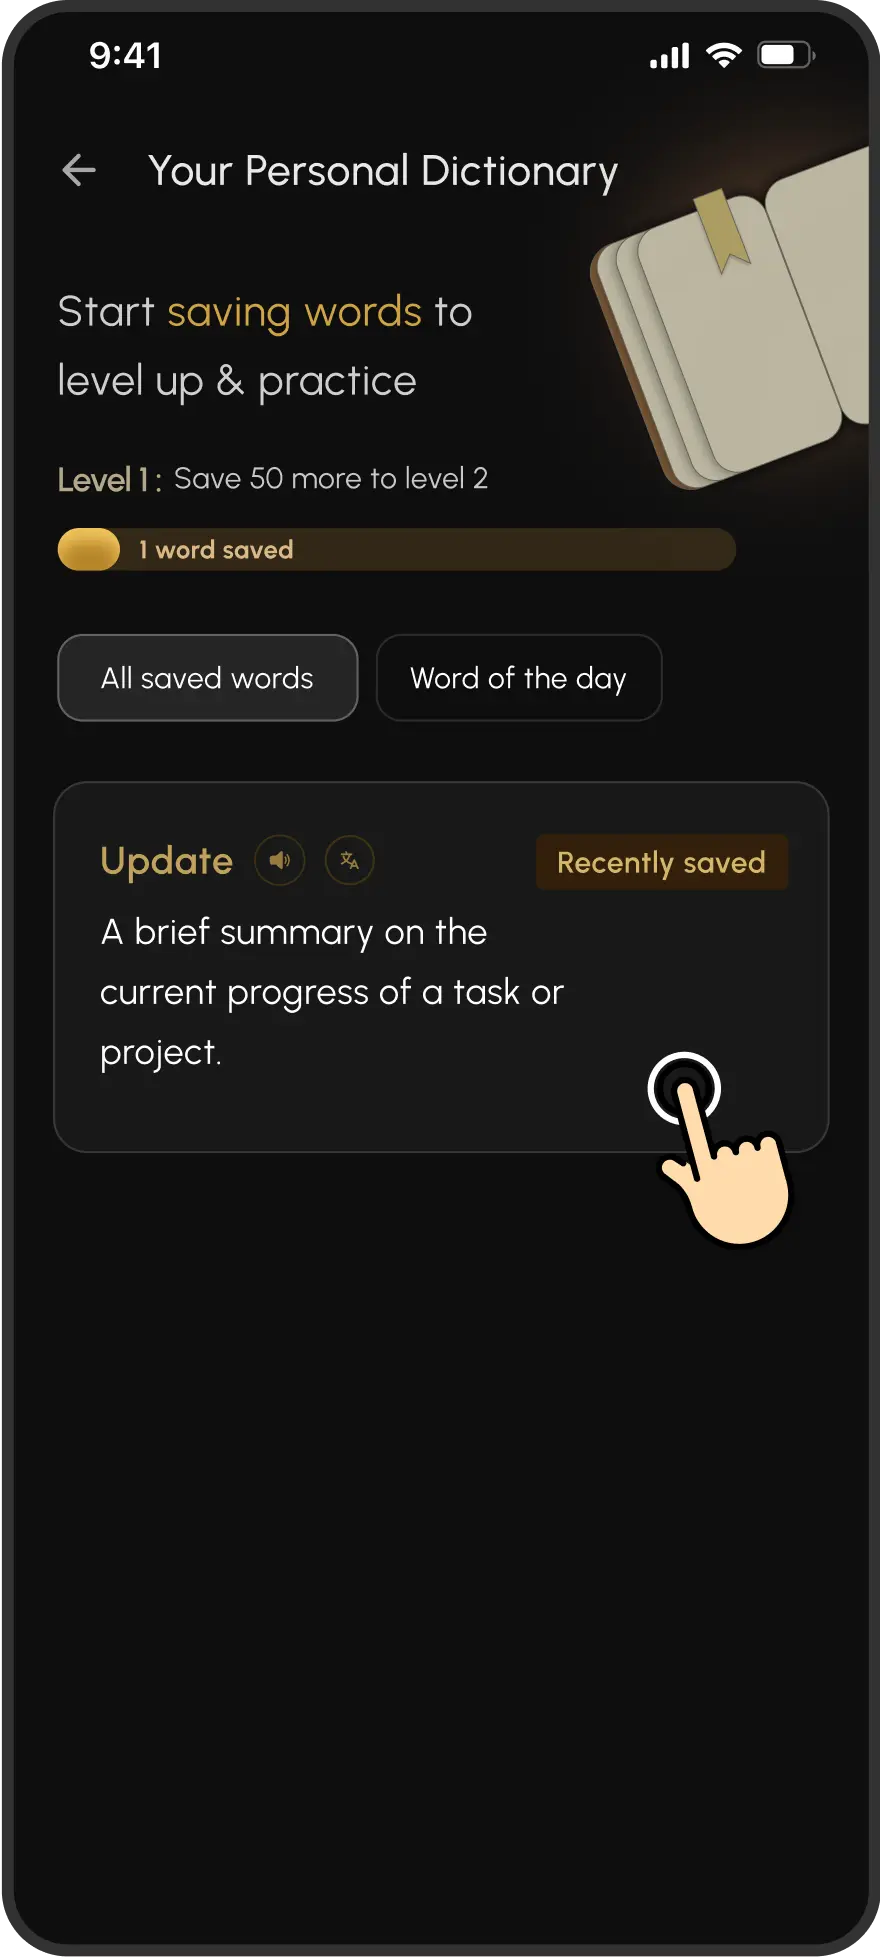 9:41
Your Personal Dictionary
Start saving words to
level up & practice
Level 1 : Save 50 more to level 2
1 word saved
All saved words
Word of the day
Update
Recently saved
A brief summary on the
current progress of a task or
project.